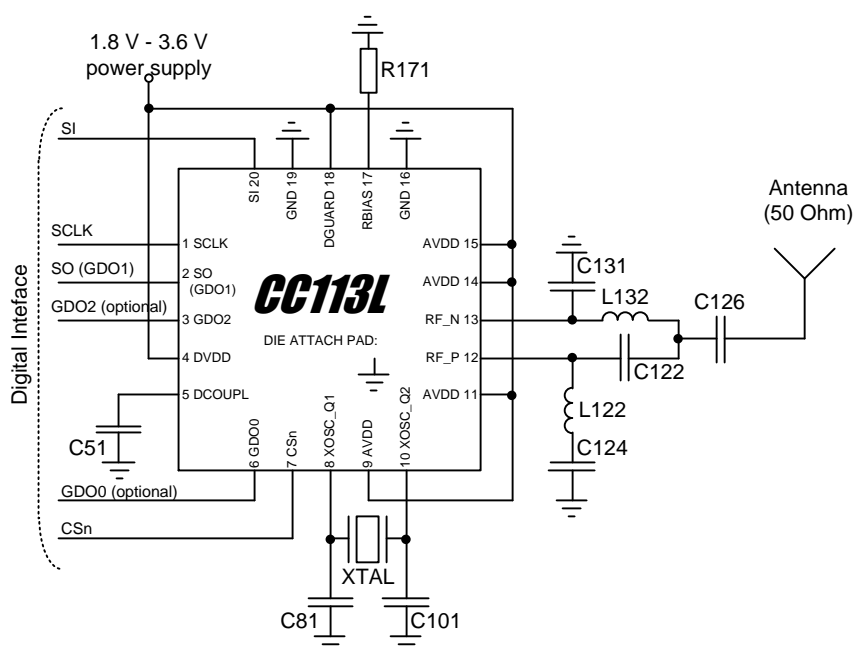 1.8 V - 3.6 V
power supply
R171
SI
SI 20
GND 19
DGUARD 18
RBIAS 17
GND 16
Antenna
(50 Ohm)
SCLK
1 SCLK
AVDD 15
SO (GDO1)
2 SO
(GDO1)
AVDD 14
C131
CC113L
L132
C126
GDO2 (optional)
3 GDO2
RF_N 13
DIE ATTACH PAD:
4 DVDD
RF_P 12
C122
5 DCOUPL
AVDD 11
L122
Digital Inteface
C51
6 GDO0
7 CSn
8 XOSC_Q1
9 AVDD
10 XOSC_Q2
C124
GDO0 (optional)
CSn
XTAL
C81
C101